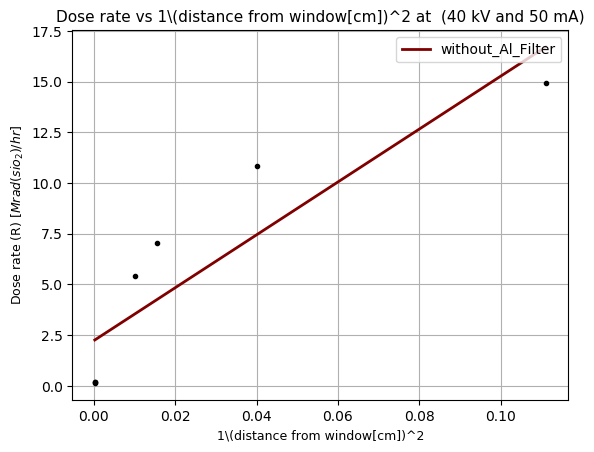 Dose rate vs 1\(distance from window[cm])^2 at  (40 kV and 50 mA)
without_Al_Filter
Dose rate (R) [Mrad(sio₂)/hr]
17.5
15.0
12.5
10.0
7.5
5.0
2.5
0.0
0.00 0.02 0.04 0.06 0.08 0.10
1\(distance from window[cm])^2